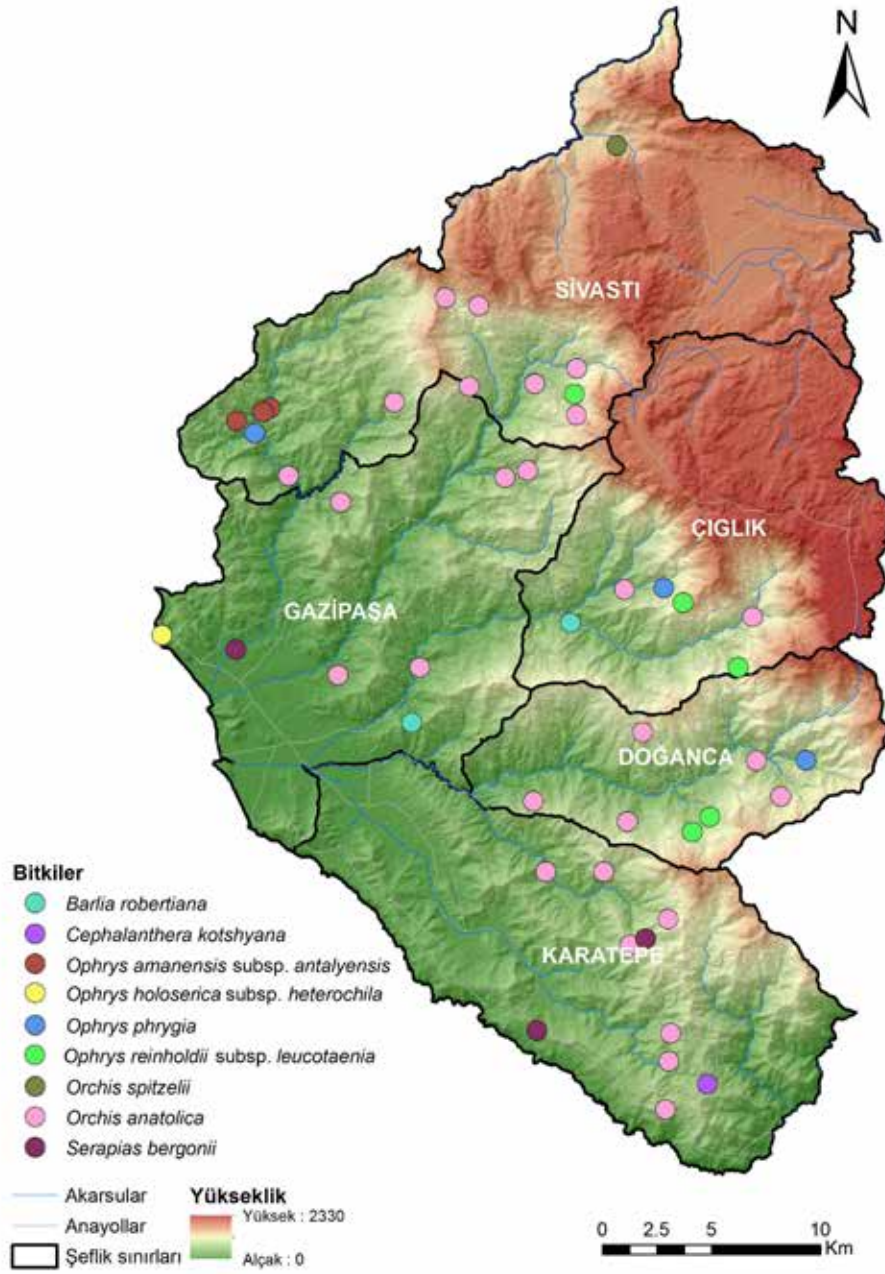 N
SİVASTI
ÇIGLIK
GAZİPAŞA
DOĞANCA
KARATEPE
Bitkiler
Barlia robertiana
Cephalanthera kotshyana
Ophrys amanensis subsp. antalyensis
Ophrys holoserica subsp. heterochila
Ophrys phrygia
Ophrys reinholdii subsp. leucotaenia
Orchis spitzelii
Orchis anatolica
Serapias bergonii
Akarsular
Anayollar
Şeflik sınırları
Yükseklik
Yüksek : 2330
Alçak : 0
0 2.5 5 10
Km